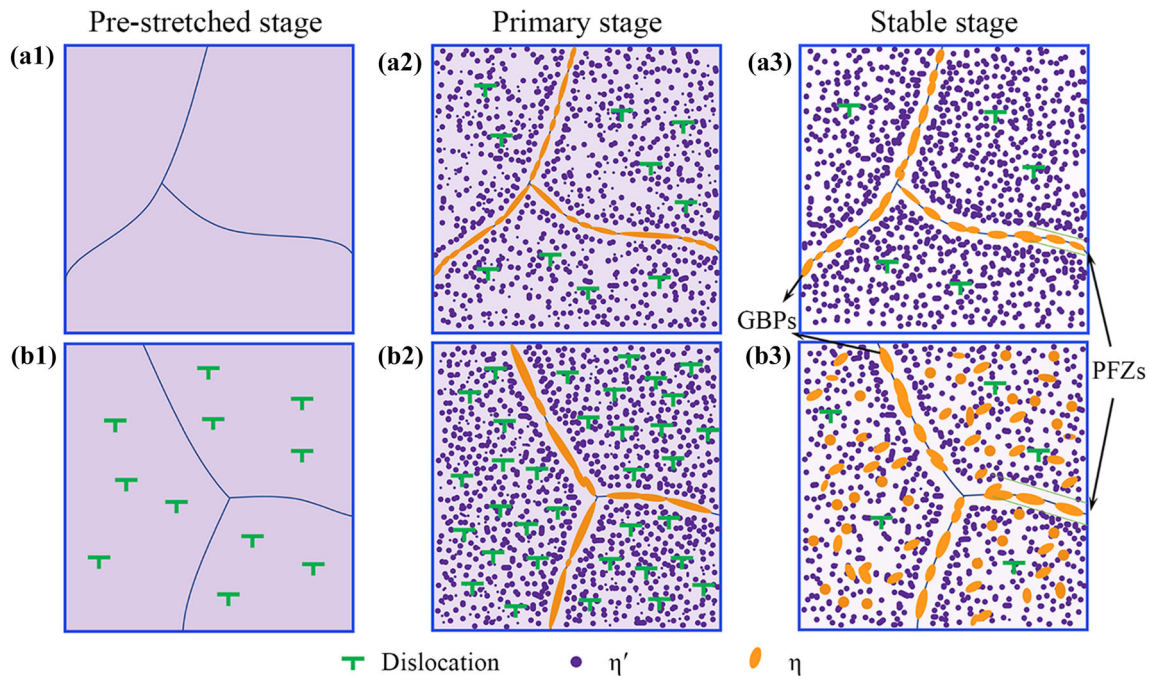 Pre-stretched stage
Primary stage
Stable stage
(a1)
(a2)
(a3)
GBPs
(b1)
(b2)
(b3)
PFZs
Dislocation
η′
η